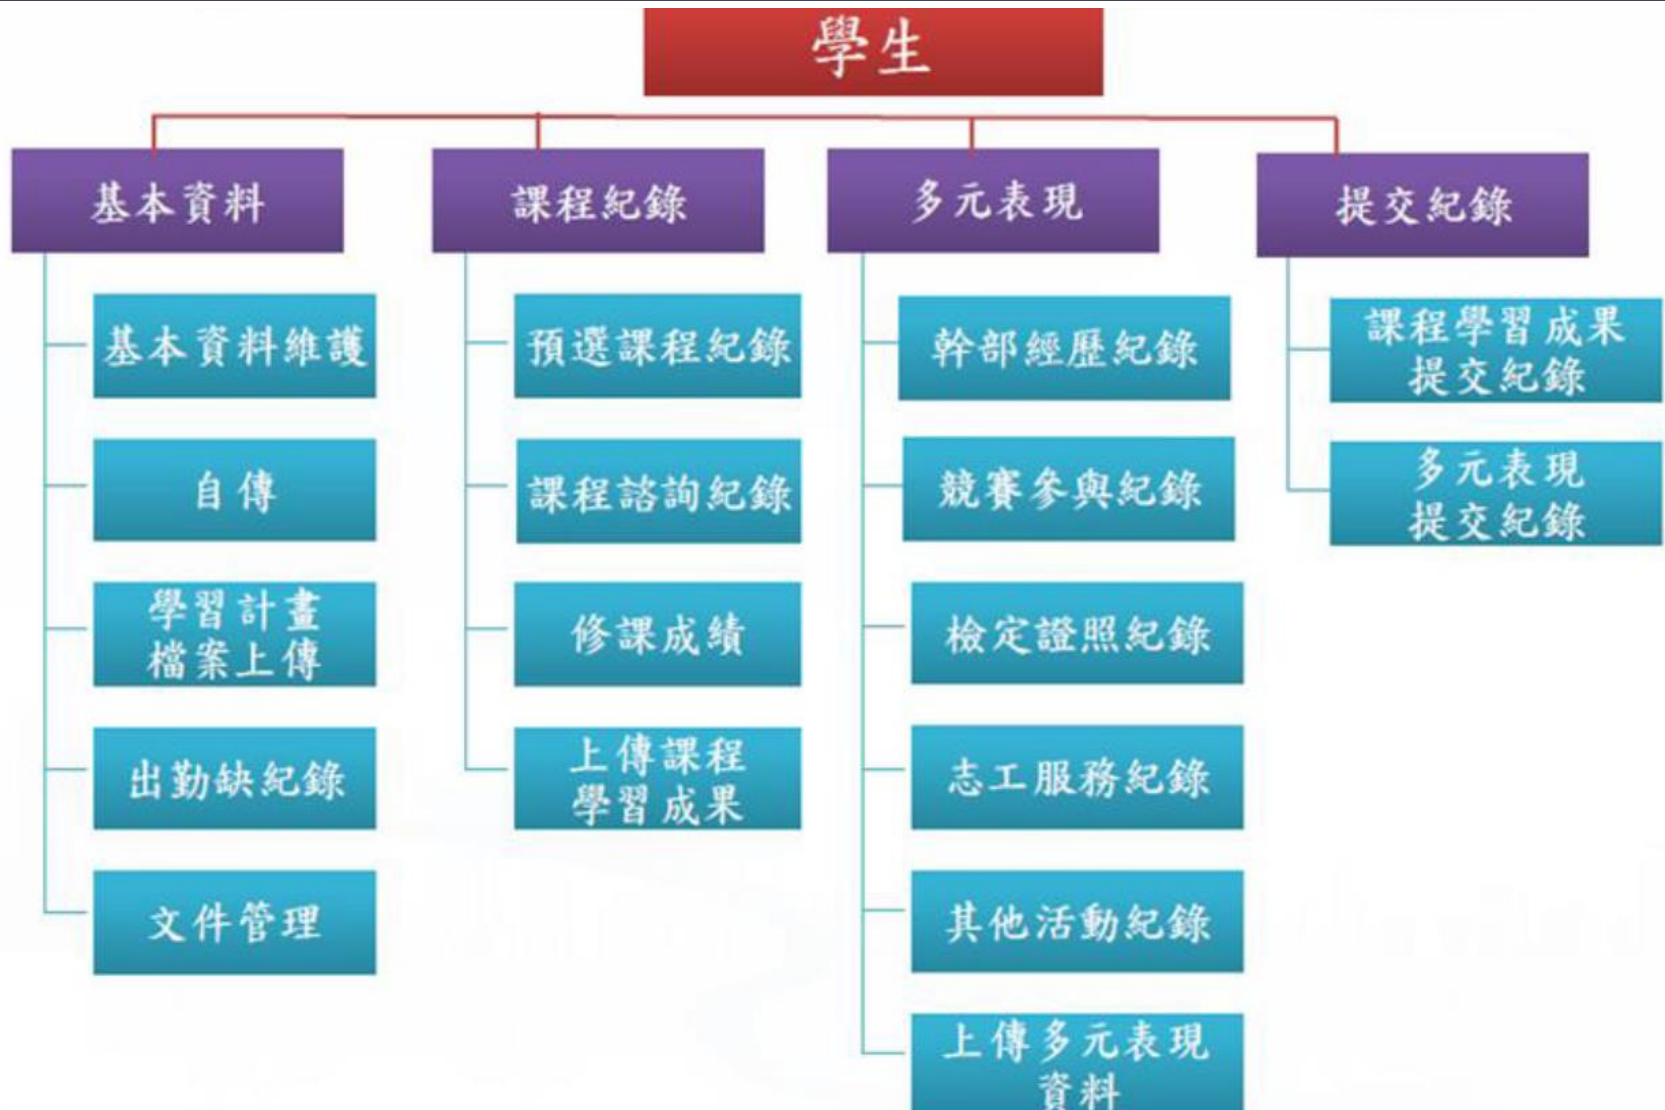 學生
基本資料
課程紀錄
多元表現
提交紀錄
基本資料維護
自傳
學習計畫
檔案上傳
出勤缺紀錄
文件管理
預選課程紀錄
課程諮詢紀錄
修課成績
上傳課程
學習成果
幹部經歷紀錄
競賽參與紀錄
檢定證照紀錄
志工服務紀錄
其他活動紀錄
上傳多元表現
資料
課程學習成果
提交紀錄
多元表現
提交紀錄